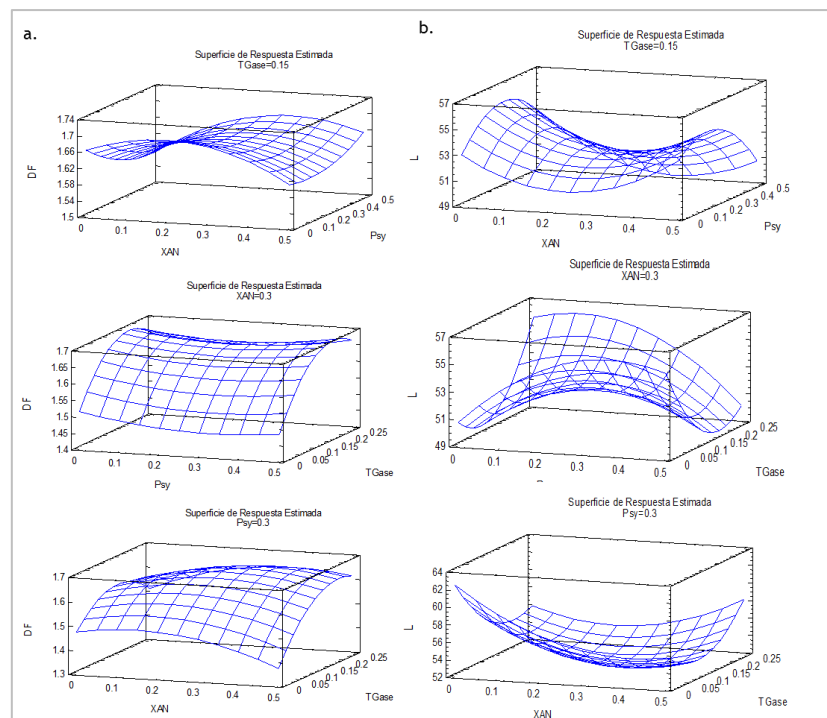 a.
Superficie de Respuesta Estimada
TGase=0.15
1.74
1.7
1.66
1.62
1.58
1.54
1.5
DF
0 0.1 0.2 0.3 0.4 0.5
XAN
0 0.1 0.2 0.3 0.4 0.5
Psy
b.
Superficie de Respuesta Estimada
TGase=0.15
57
55
53
51
49
L
0 0.1 0.2 0.3 0.4 0.5
XAN
0 0.1 0.2 0.3 0.4 0.5
Psy
Superficie de Respuesta Estimada
XAN=0.3
1.7
1.65
1.6
1.55
1.5
1.45
1.4
DF
0 0.1 0.2 0.3 0.4 0.5
Psy
0 0.05 0.1 0.15 0.2 0.25
TGase
Superficie de Respuesta Estimada
XAN=0.3
57
55
53
51
49
L
0 0.1 0.2 0.3 0.4 0.5
0 0.05 0.1 0.15 0.2 0.25
TGase
Superficie de Respuesta Estimada
Psy=0.3
1.7
1.6
1.5
1.4
1.3
DF
0 0.1 0.2 0.3 0.4 0.5
XAN
0 0.05 0.1 0.15 0.2 0.25
TGase
Superficie de Respuesta Estimada
Psy=0.3
64
62
60
58
56
54
52
L
0 0.1 0.2 0.3 0.4 0.5
XAN
0 0.05 0.1 0.15 0.2 0.25
TGase